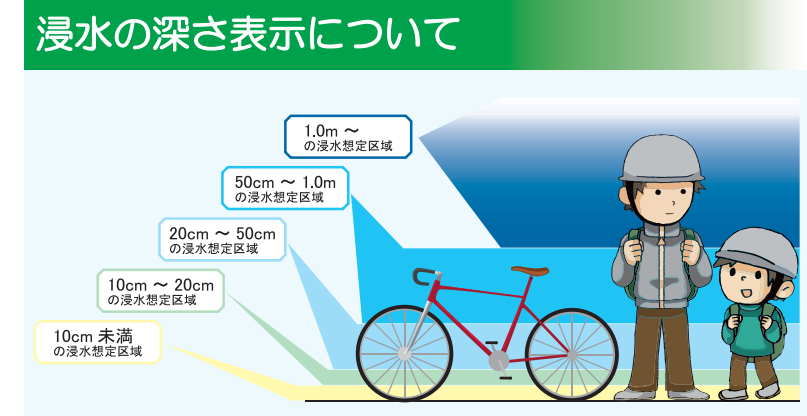 浸水の深さ表示について
1.0m ～
の浸水想定区域
50cm ～ 1.0m
の浸水想定区域
20cm ～ 50cm
の浸水想定区域
10cm ～ 20cm
の浸水想定区域
10cm 未満
の浸水想定区域